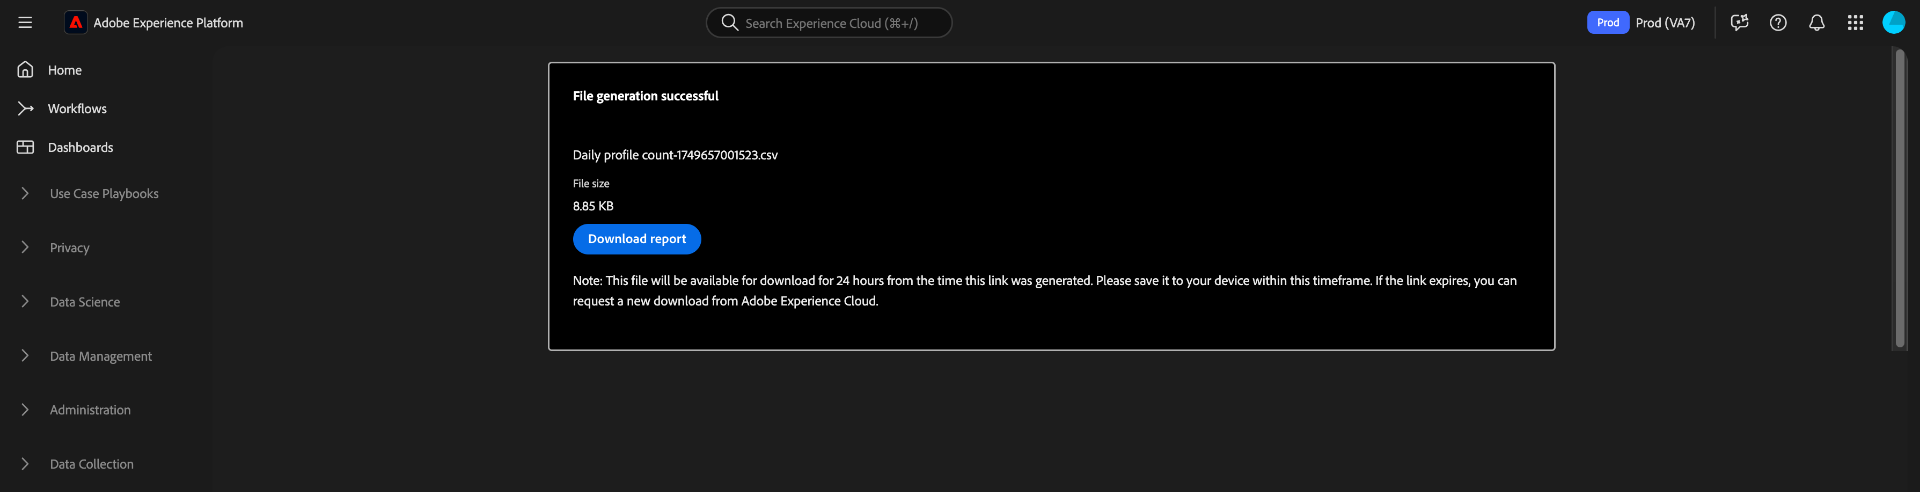 Adobe Experience Platform
Search Experience Cloud (⌘+/)
Prod
Prod (VA7)
Home
Workflows
Dashboards
Use Case Playbooks
Privacy
Data Science
Data Management
Administration
Data Collection
File generation successful
Daily profile count-1749657001523.csv
File size
8.85 KB
Download report
Note: This file will be available for download for 24 hours from the time this link was generated. Please save it to your device within this timeframe. If the link expires, you can
request a new download from Adobe Experience Cloud.